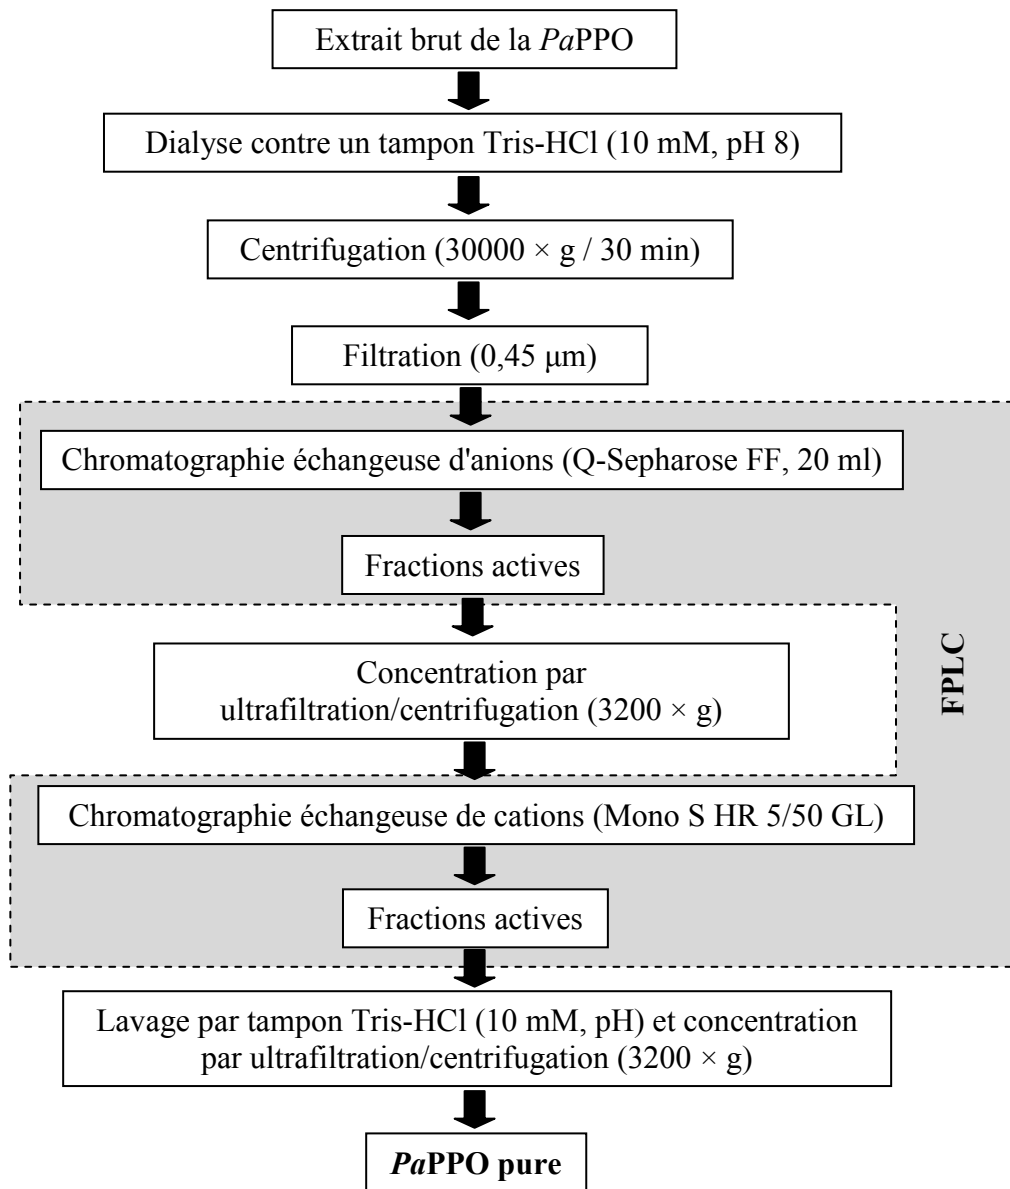 Extrait brut de la PaPPO
Dialyse contre un tampon Tris-HCl (10 mM, pH 8)
Centrifugation (30000 × g / 30 min)
Filtration (0,45 μm)
Chromatographie échangeuse d'anions (Q-Sepharose FF, 20 ml)
Fractions actives
Concentration par
ultrafiltration/centrifugation (3200 × g)
FPLC
Chromatographie échangeuse de cations (Mono S HR 5/50 GL)
Fractions actives
Lavage par tampon Tris-HCl (10 mM, pH) et concentration
par ultrafiltration/centrifugation (3200 × g)
PaPPO pure